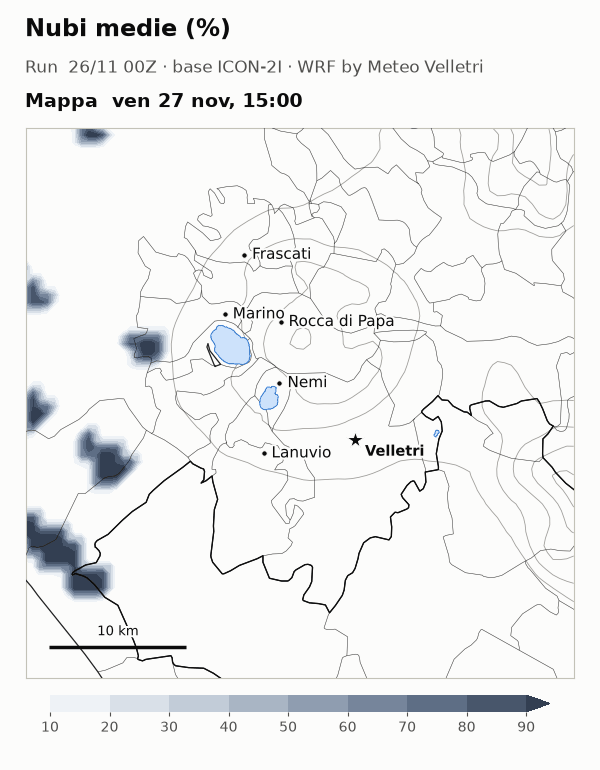 Nubi medie (%)
Run  26/11 00Z · base ICON-2I · WRF by Meteo Velletri
Mappa  ven 27 nov, 15:00
Frascati
Marino
Rocca di Papa
Nemi
Velletri
Lanuvio
10 km
10 20 30 40 50 60 70 80 90